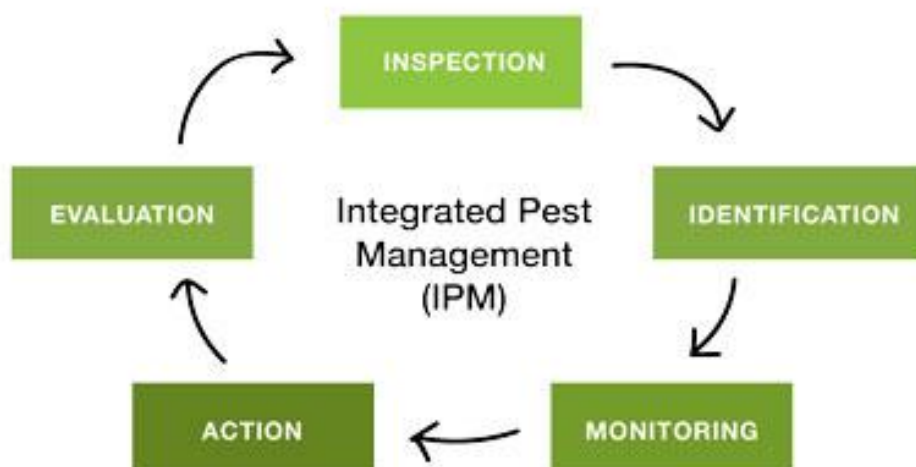 INSPECTION
IDENTIFICATION
MONITORING
ACTION
EVALUATION
Integrated Pest
Management
(IPM)